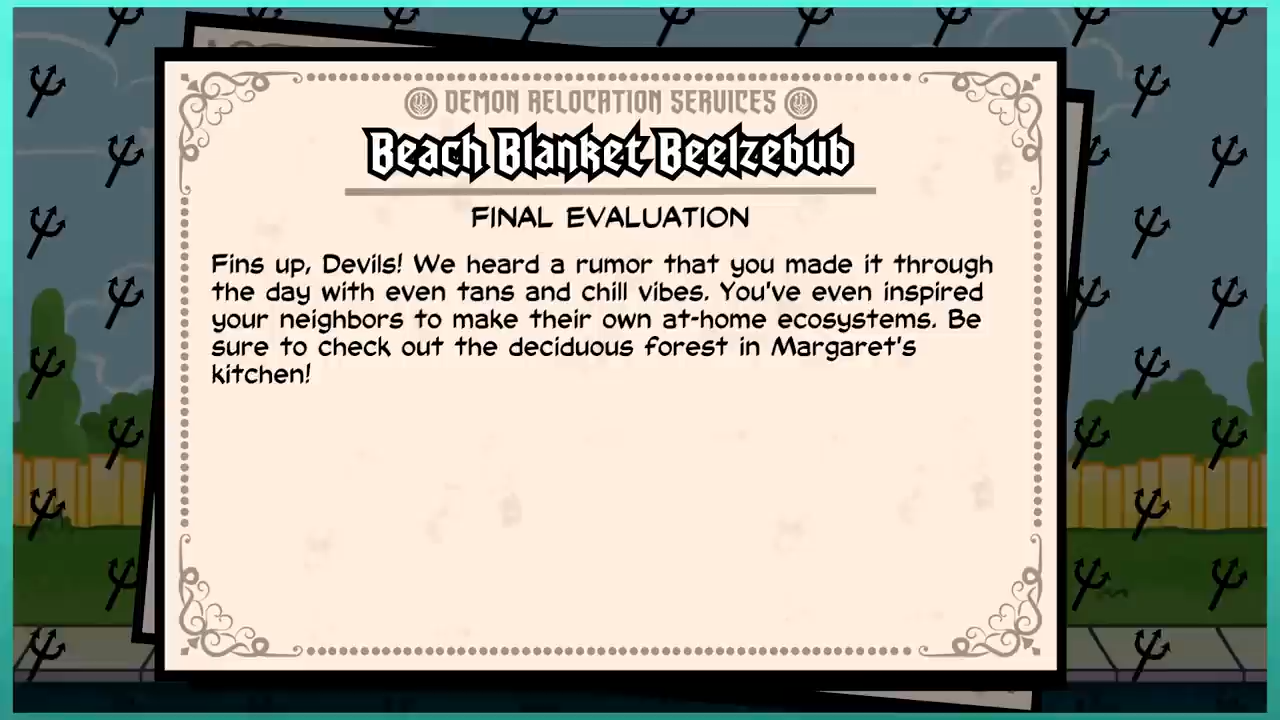 DEMON RELOCATION SERVICES
Beach Blanket Beelzebub
FINAL EVALUATION
Fins up, Devils! We heard a rumor that you made it through
the day with even tans and chill vibes. You've even inspired
your neighbors to make their own at-home ecosystems. Be
sure to check out the deciduous forest in Margaret's
kitchen!